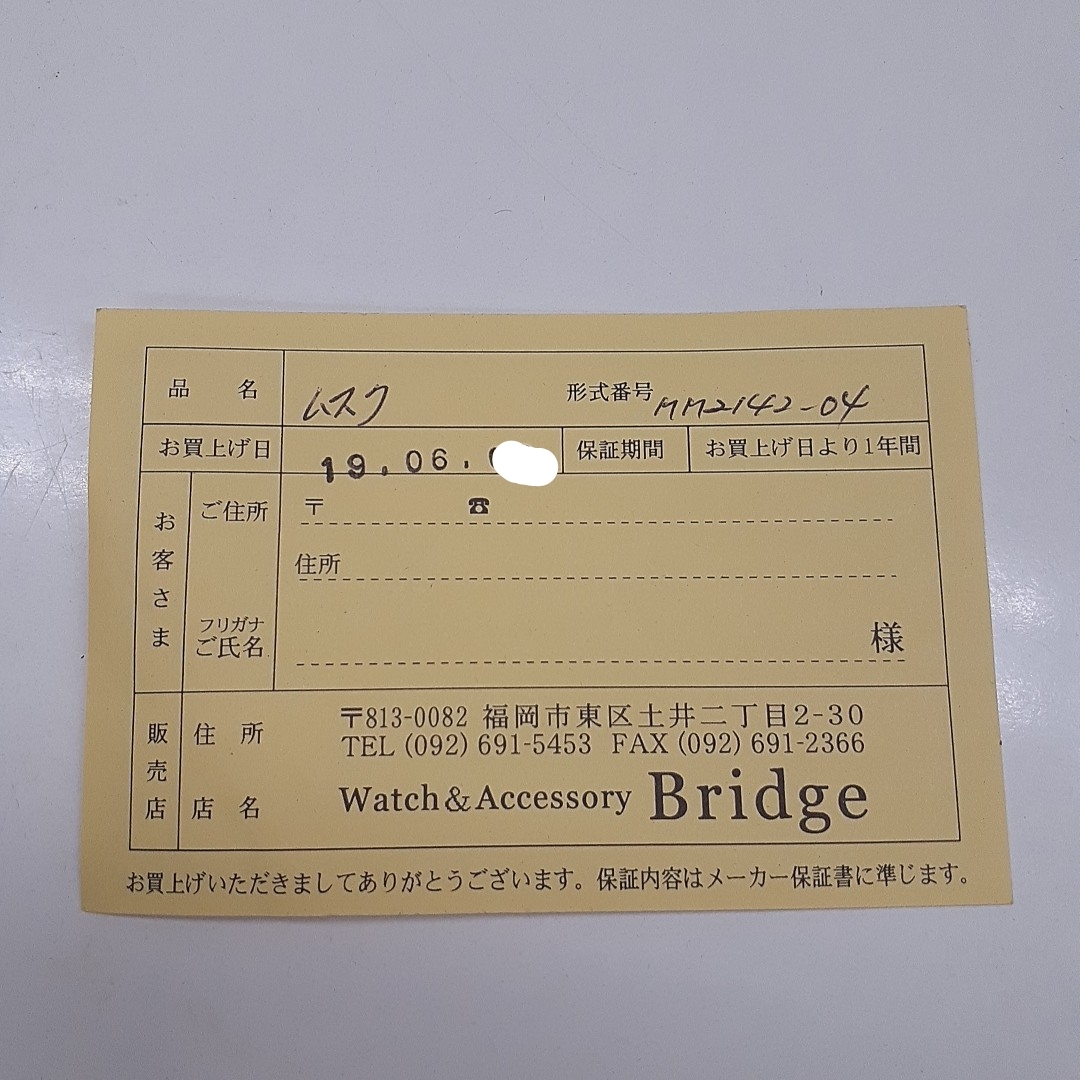 品名 ムスク 形式番号 MM2142-04
お買上げ日 19.06. 保証期間 お買上げ日より1年間
お客さま
ご住所 〒 ☎
住所
フリガナ
ご氏名 様
販売店
住所 〒813-0082 福岡市東区土井二丁目2-30
TEL (092) 691-5453 FAX (092) 691-2366
店名 Watch&Accessory Bridge
お買上げいただきましてありがとうございます。保証内容はメーカー保証書に準じます。